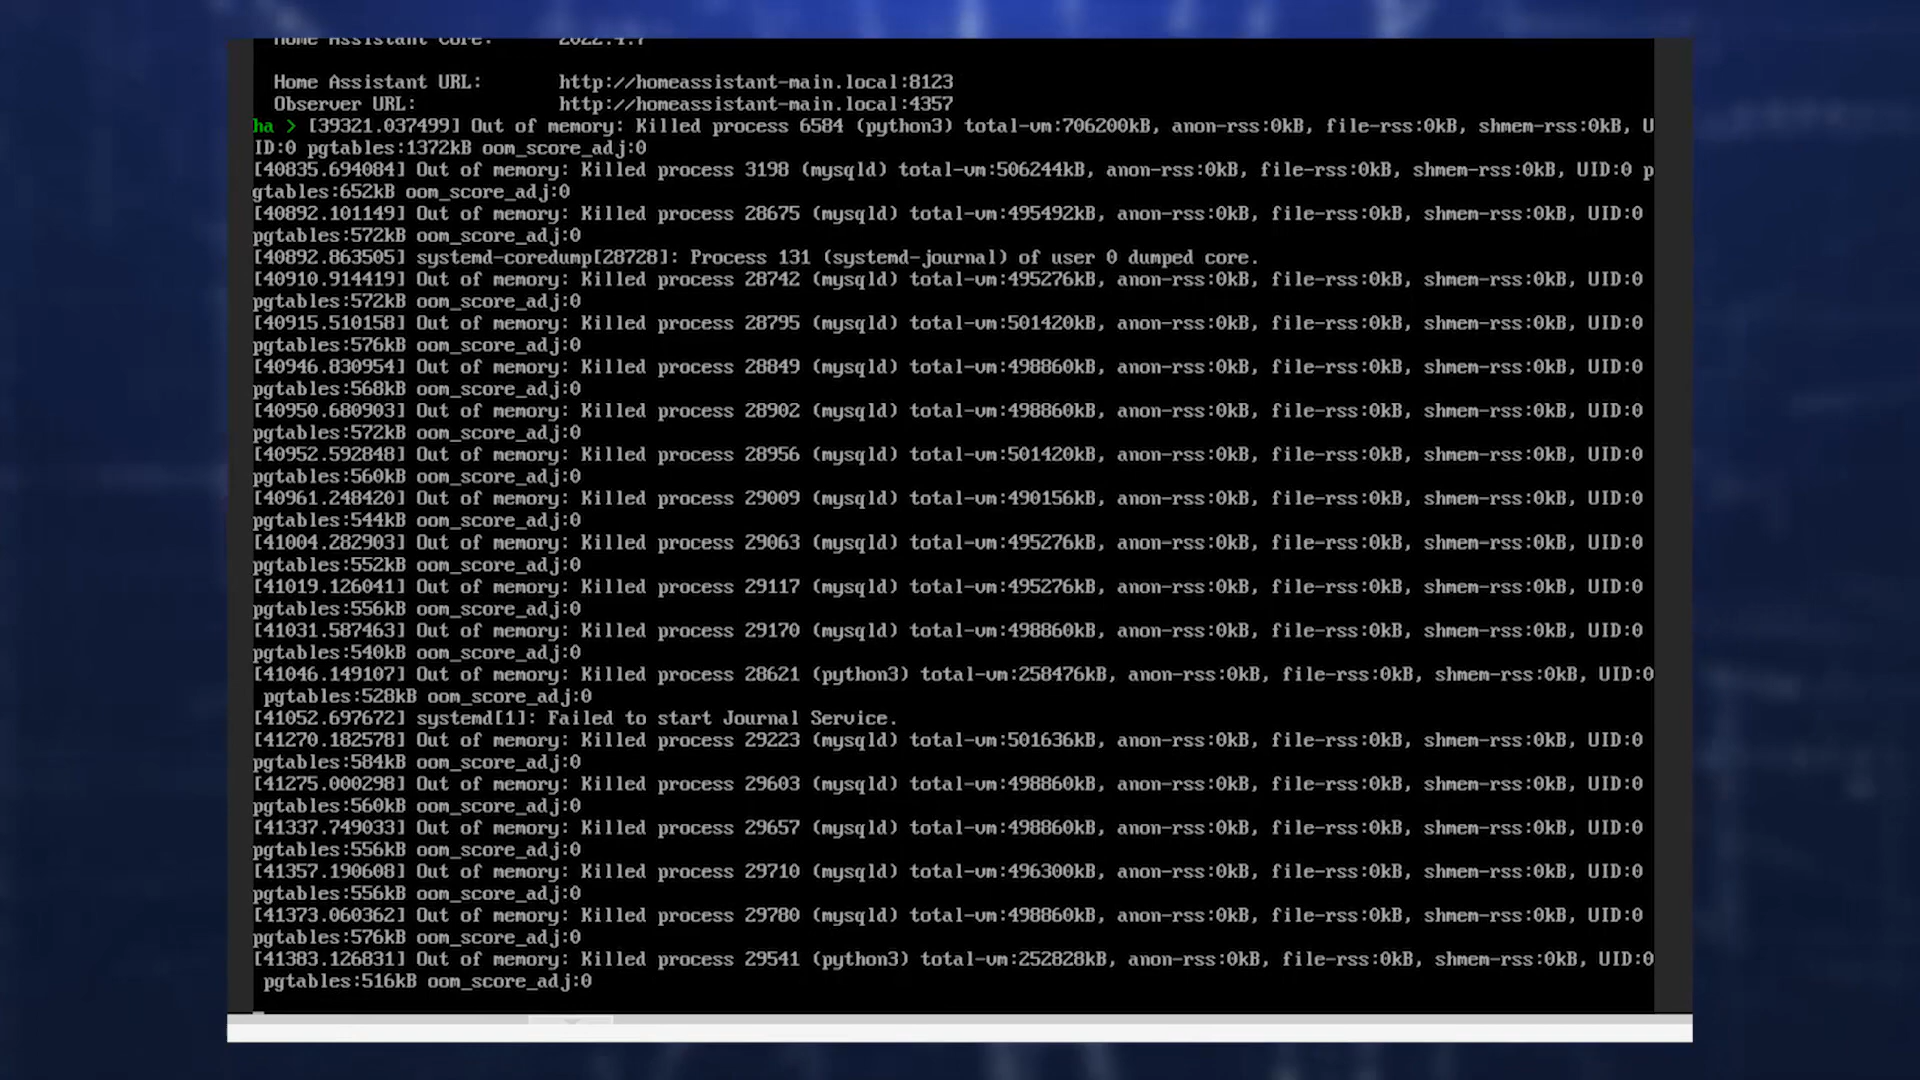 Home Assistant Core: 2022.4.7
Home Assistant URL: http://homeassistant-main.local:8123
Observer URL: http://homeassistant-main.local:4357
ha > [39321.037499] Out of memory: Killed process 6584 (python3) total-vm:706200kB, anon-rss:0kB, file-rss:0kB, shmem-rss:0kB, U
ID:0 pgtables:1372kB oom_score_adj:0
[40835.694084] Out of memory: Killed process 3198 (mysqld) total-vm:506244kB, anon-rss:0kB, file-rss:0kB, shmem-rss:0kB, UID:0 p
gtables:652kB oom_score_adj:0
[40892.101149] Out of memory: Killed process 28675 (mysqld) total-vm:495492kB, anon-rss:0kB, file-rss:0kB, shmem-rss:0kB, UID:0
pgtables:572kB oom_score_adj:0
[40892.863505] systemd-coredump[28728]: Process 131 (systemd-journal) of user 0 dumped core.
[40910.914419] Out of memory: Killed process 28742 (mysqld) total-vm:495276kB, anon-rss:0kB, file-rss:0kB, shmem-rss:0kB, UID:0
pgtables:572kB oom_score_adj:0
[40915.510158] Out of memory: Killed process 28795 (mysqld) total-vm:501420kB, anon-rss:0kB, file-rss:0kB, shmem-rss:0kB, UID:0
pgtables:576kB oom_score_adj:0
[40946.830954] Out of memory: Killed process 28849 (mysqld) total-vm:498860kB, anon-rss:0kB, file-rss:0kB, shmem-rss:0kB, UID:0
pgtables:568kB oom_score_adj:0
[40950.680903] Out of memory: Killed process 28902 (mysqld) total-vm:498860kB, anon-rss:0kB, file-rss:0kB, shmem-rss:0kB, UID:0
pgtables:572kB oom_score_adj:0
[40952.592848] Out of memory: Killed process 28956 (mysqld) total-vm:501420kB, anon-rss:0kB, file-rss:0kB, shmem-rss:0kB, UID:0
pgtables:560kB oom_score_adj:0
[40961.248420] Out of memory: Killed process 29009 (mysqld) total-vm:490156kB, anon-rss:0kB, file-rss:0kB, shmem-rss:0kB, UID:0
pgtables:544kB oom_score_adj:0
[41004.282903] Out of memory: Killed process 29063 (mysqld) total-vm:495276kB, anon-rss:0kB, file-rss:0kB, shmem-rss:0kB, UID:0
pgtables:552kB oom_score_adj:0
[41019.126041] Out of memory: Killed process 29117 (mysqld) total-vm:495276kB, anon-rss:0kB, file-rss:0kB, shmem-rss:0kB, UID:0
pgtables:556kB oom_score_adj:0
[41031.587463] Out of memory: Killed process 29170 (mysqld) total-vm:498860kB, anon-rss:0kB, file-rss:0kB, shmem-rss:0kB, UID:0
pgtables:540kB oom_score_adj:0
[41046.149107] Out of memory: Killed process 28621 (python3) total-vm:258476kB, anon-rss:0kB, file-rss:0kB, shmem-rss:0kB, UID:0
pgtables:528kB oom_score_adj:0
[41052.697672] systemd[1]: Failed to start Journal Service.
[41270.182578] Out of memory: Killed process 29223 (mysqld) total-vm:501636kB, anon-rss:0kB, file-rss:0kB, shmem-rss:0kB, UID:0
pgtables:584kB oom_score_adj:0
[41275.000298] Out of memory: Killed process 29603 (mysqld) total-vm:498860kB, anon-rss:0kB, file-rss:0kB, shmem-rss:0kB, UID:0
pgtables:560kB oom_score_adj:0
[41337.749033] Out of memory: Killed process 29657 (mysqld) total-vm:498860kB, anon-rss:0kB, file-rss:0kB, shmem-rss:0kB, UID:0
pgtables:556kB oom_score_adj:0
[41357.190608] Out of memory: Killed process 29710 (mysqld) total-vm:496300kB, anon-rss:0kB, file-rss:0kB, shmem-rss:0kB, UID:0
pgtables:556kB oom_score_adj:0
[41373.060362] Out of memory: Killed process 29780 (mysqld) total-vm:498860kB, anon-rss:0kB, file-rss:0kB, shmem-rss:0kB, UID:0
pgtables:576kB oom_score_adj:0
[41383.126831] Out of memory: Killed process 29541 (python3) total-vm:252828kB, anon-rss:0kB, file-rss:0kB, shmem-rss:0kB, UID:0
pgtables:516kB oom_score_adj:0